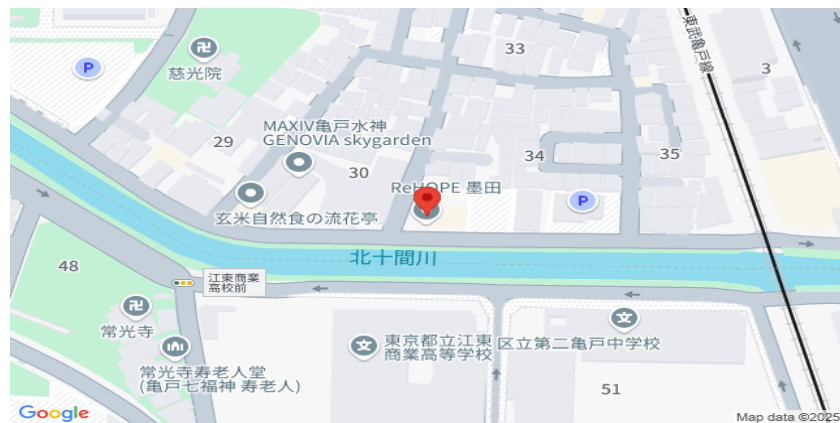 東武亀戸線
33
3
P
慈光院
29
MAXIV亀戸水神
GENOVIA skygarden
30
34
35
ReHOPE 墨田
P
玄米自然食の流花亭
北十間川
48
江東商業
高校前
常光寺
東京都立江東
商業高等学校
区立第二亀戸中学校
常光寺寿老人堂
(亀戸七福神 寿老人)
51
Google
Map data ©2025